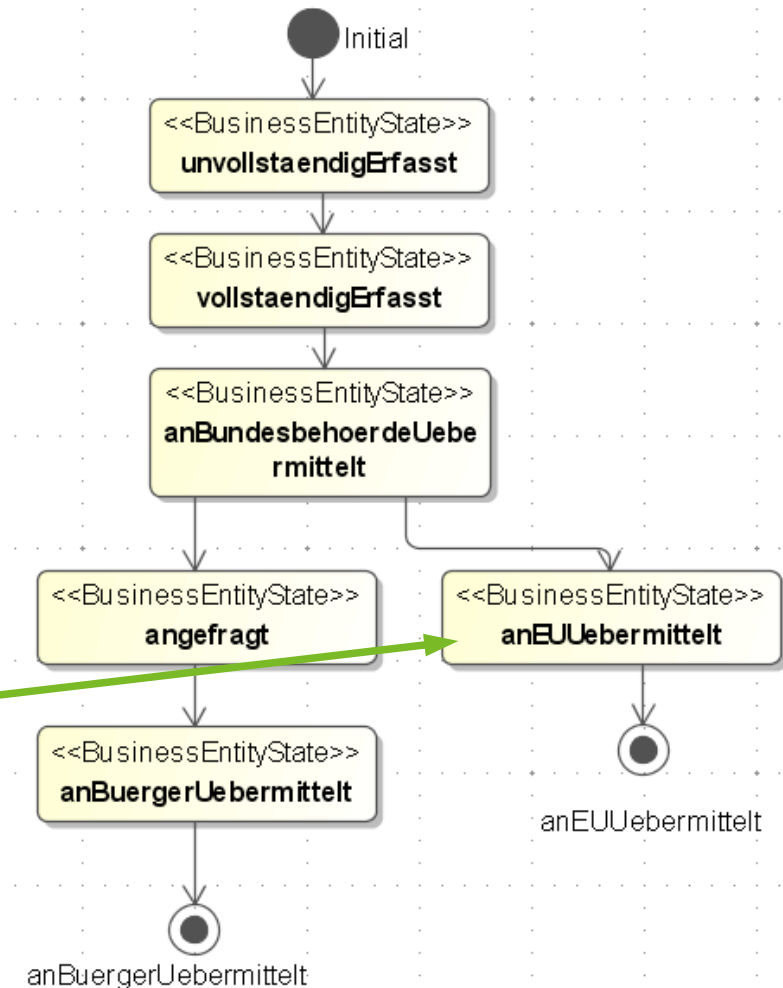 Initial
<<BusinessEntityState>>
unvollstaendigErfasst
<<BusinessEntityState>>
vollstaendigErfasst
<<BusinessEntityState>>
anBundesbehoerdeUebe
rmittelt
<<BusinessEntityState>>
angefragt
<<BusinessEntityState>>
anEUUebermittelt
<<BusinessEntityState>>
anBuergerUebermittelt
anEUUebermittelt
anBuergerUebermittelt